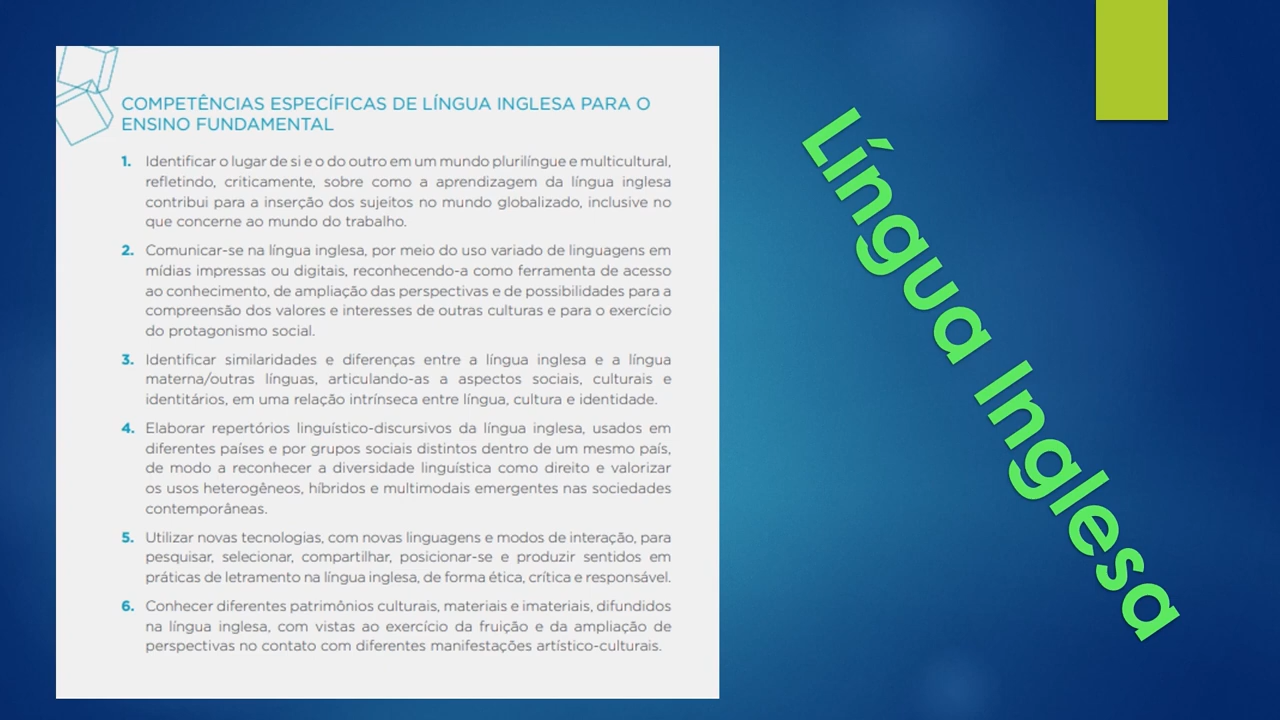 COMPETÊNCIAS ESPECÍFICAS DE LÍNGUA INGLESA PARA O
ENSINO FUNDAMENTAL
1. Identificar o lugar de si e o do outro em um mundo plurilíngue e multicultural,
refletindo, criticamente, sobre como a aprendizagem da língua inglesa
contribui para a inserção dos sujeitos no mundo globalizado, inclusive no
que concerne ao mundo do trabalho.
2. Comunicar-se na língua inglesa, por meio do uso variado de linguagens em
mídias impressas ou digitais, reconhecendo-a como ferramenta de acesso
ao conhecimento, de ampliação das perspectivas e de possibilidades para a
compreensão dos valores e interesses de outras culturas e para o exercício
do protagonismo social.
3. Identificar similaridades e diferenças entre a língua inglesa e a língua
materna/outras línguas, articulando-as a aspectos sociais, culturais e
identitários, em uma relação intrínseca entre língua, cultura e identidade.
4. Elaborar repertórios linguístico-discursivos da língua inglesa, usados em
diferentes países e por grupos sociais distintos dentro de um mesmo país,
de modo a reconhecer a diversidade linguística como direito e valorizar
os usos heterogêneos, híbridos e multimodais emergentes nas sociedades
contemporâneas.
5. Utilizar novas tecnologias, com novas linguagens e modos de interação, para
pesquisar, selecionar, compartilhar, posicionar-se e produzir sentidos em
práticas de letramento na língua inglesa, de forma ética, crítica e responsável.
6. Conhecer diferentes patrimônios culturais, materiais e imateriais, difundidos
na língua inglesa, com vistas ao exercício da fruição e da ampliação de
perspectivas no contato com diferentes manifestações artístico-culturais.
Língua Inglesa